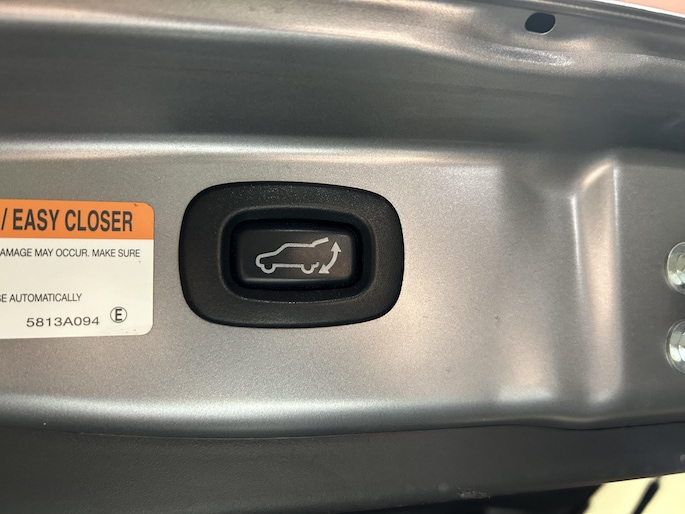 / EASY CLOSER
AMAGE MAY OCCUR. MAKE SURE
SE AUTOMATICALLY
5813A094 E